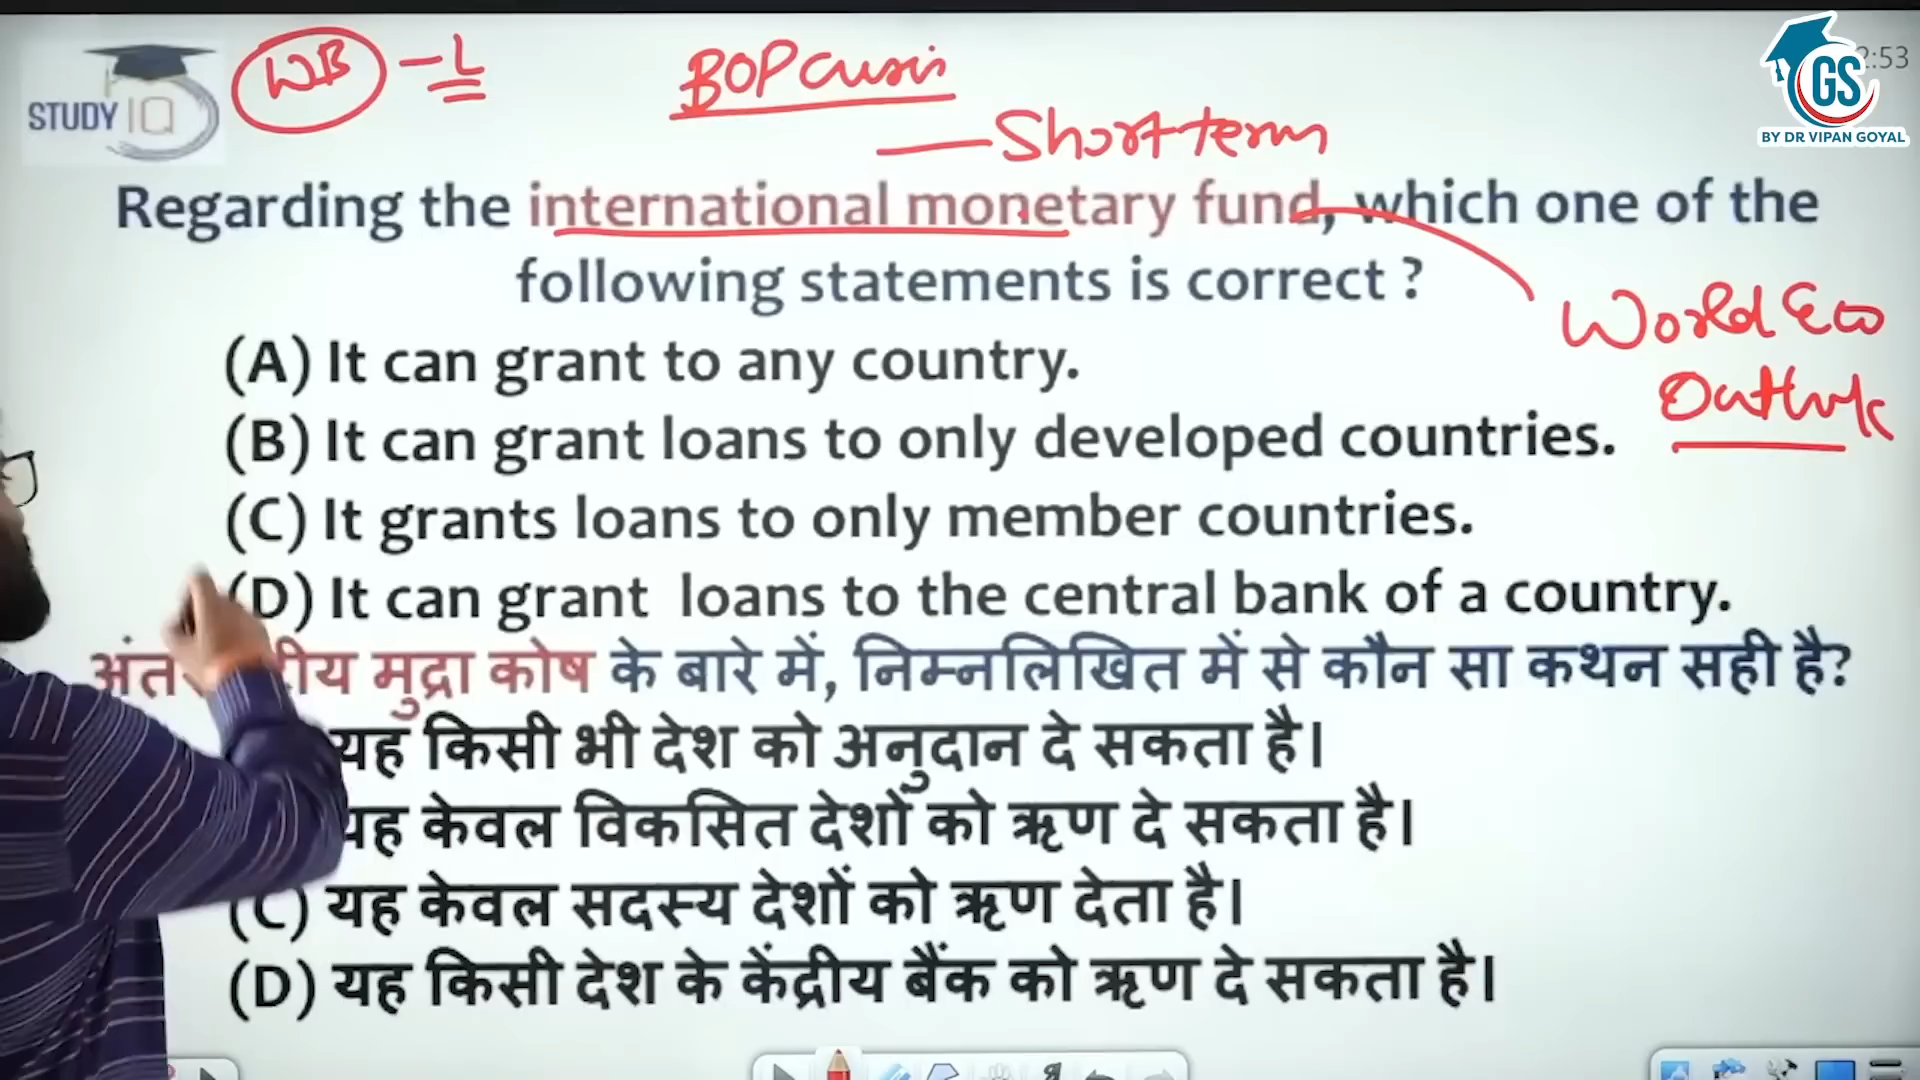 STUDY IQ
WB - L
BOP Crisis
Short term
:53
GS
BY DR VIPAN GOYAL
Regarding the international monetary fund, which one of the
following statements is correct ?
World Eco
Outlook
(A) It can grant to any country.
(B) It can grant loans to only developed countries.
(C) It grants loans to only member countries.
(D) It can grant loans to the central bank of a country.
मुद्रा कोष के बारे में, निम्नलिखित में से कौन सा कथन सही है?
यह किसी भी देश को अनुदान दे सकता है।
यह केवल विकसित देशों को ऋण दे सकता है।
(C) यह केवल सदस्य देशों को ऋण देता है।
(D) यह किसी देश के केंद्रीय बैंक को ऋण दे सकता है।